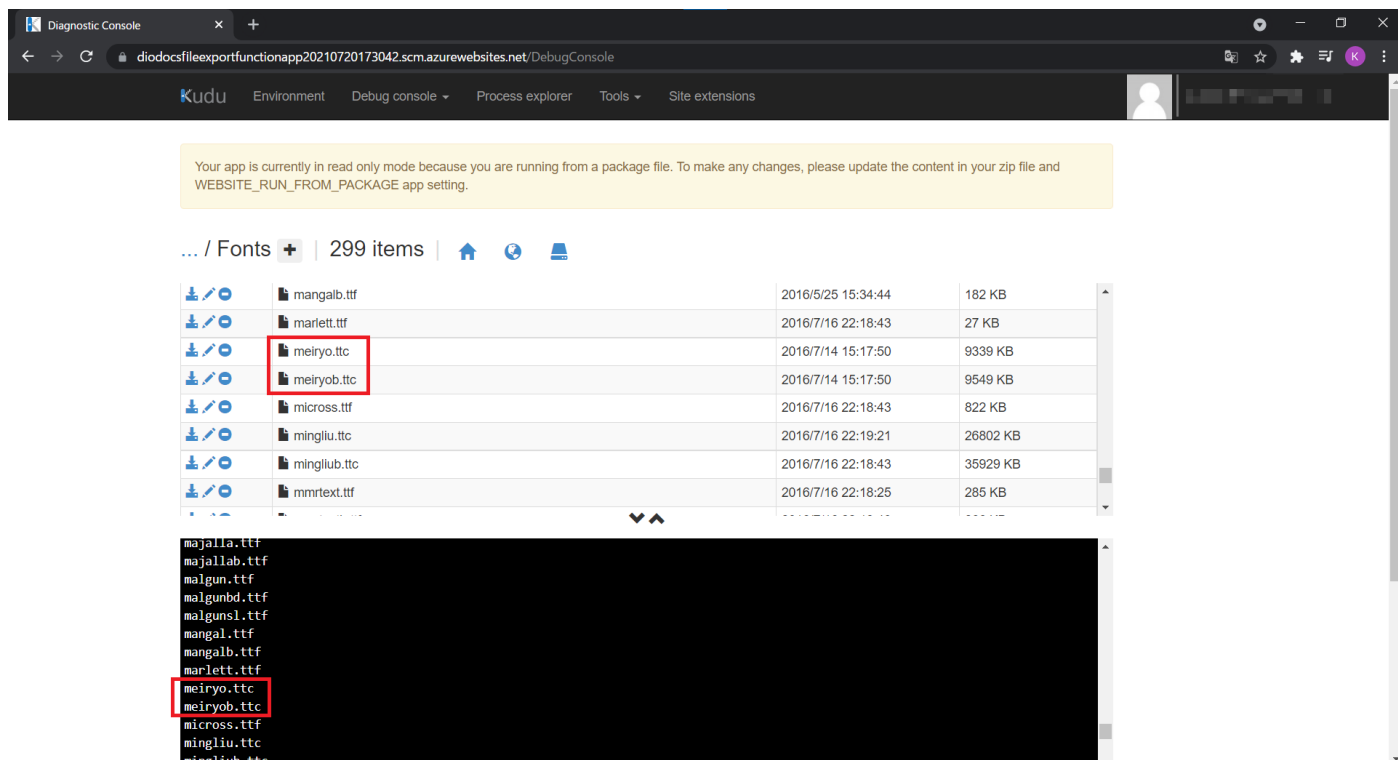 Diagnostic Console
diodocsfileexportfunctionapp20210720173042.scm.azurewebsites.net/DebugConsole
K
Kudu Environment Debug console Process explorer Tools Site extensions
Your app is currently in read only mode because you are running from a package file. To make any changes, please update the content in your zip file and
WEBSITE_RUN_FROM_PACKAGE app setting.
... / Fonts + | 299 items |
mangalb.ttf 2016/5/25 15:34:44 182 KB
marlett.ttf 2016/7/16 22:18:43 27 KB
meiryo.ttc 2016/7/14 15:17:50 9339 KB
meiryob.ttc 2016/7/14 15:17:50 9549 KB
micross.ttf 2016/7/16 22:18:43 822 KB
mingliu.ttc 2016/7/16 22:19:21 26802 KB
mingliub.ttc 2016/7/16 22:18:43 35929 KB
mmrtext.ttf 2016/7/16 22:18:25 285 KB
majalla.ttf
majallab.ttf
malgun.ttf
malgunbd.ttf
malgunsl.ttf
mangal.ttf
mangalb.ttf
marlett.ttf
meiryo.ttc
meiryob.ttc
micross.ttf
mingliu.ttc
mingliub.ttc